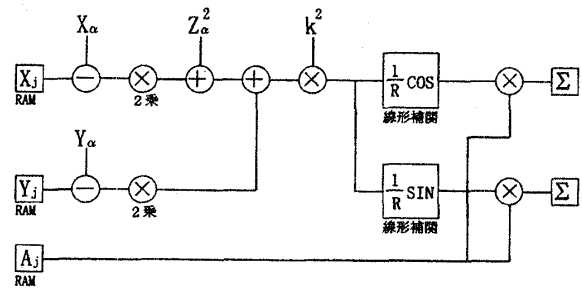 Xα
Zα²
k²
Xj
−
×
+
+
×
1/R COS
×
Σ
RAM
2乗
線形補間
Yα
Yj
−
×
1/R SIN
×
Σ
RAM
2乗
線形補間
Aj
RAM